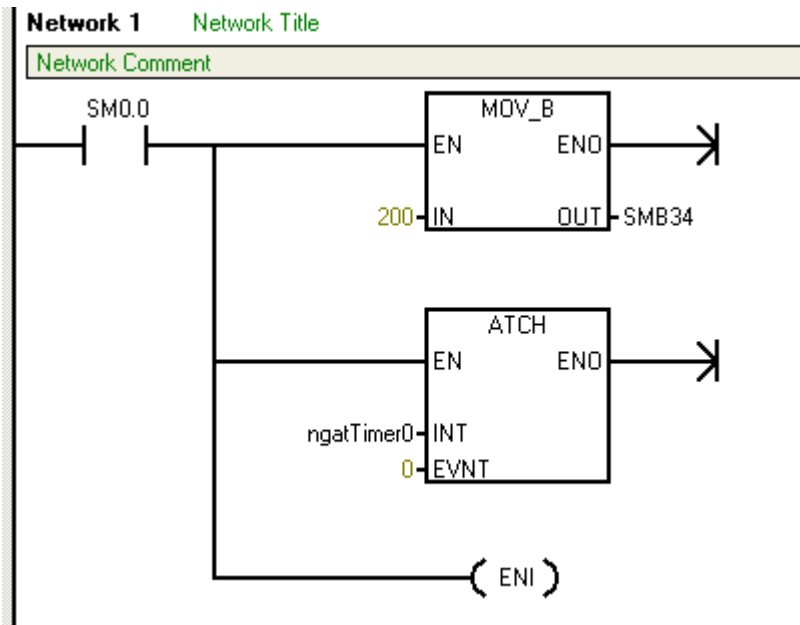 Network 1 Network Title
Network Comment
SM0.0
MOV_B
EN ENO
200 IN OUT SMB34
ATCH
EN ENO
ngatTimer0 INT
0 EVNT
ENI